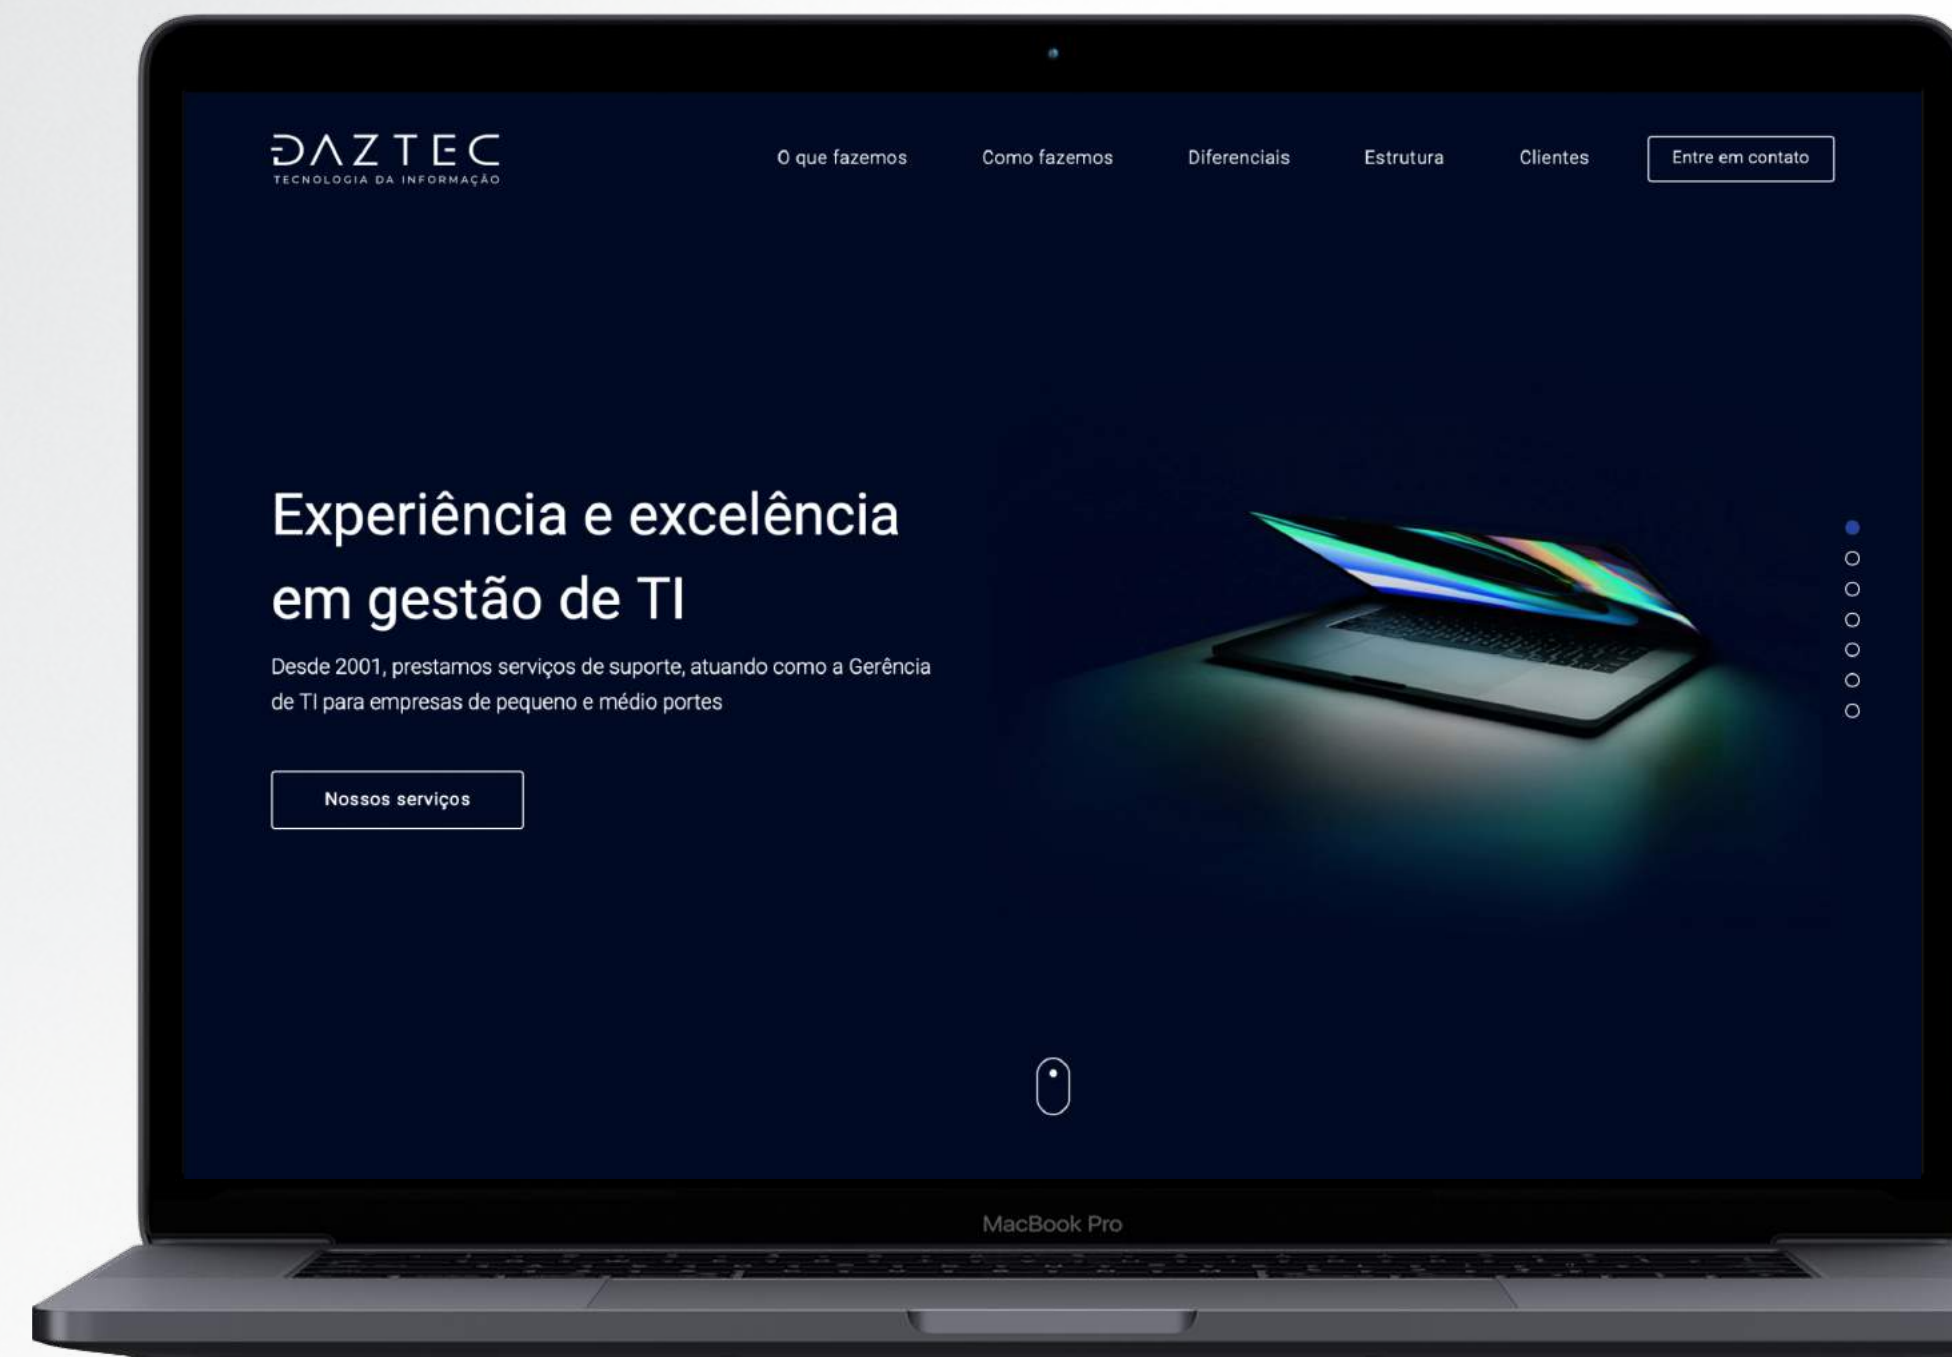 DAZTEC
TECNOLOGIA DA INFORMAÇÃO
O que fazemos
Como fazemos
Diferenciais
Estrutura
Clientes
Entre em contato
Experiência e excelência
em gestão de TI
Desde 2001, prestamos serviços de suporte, atuando como a Gerência
de TI para empresas de pequeno e médio portes
Nossos serviços
MacBook Pro